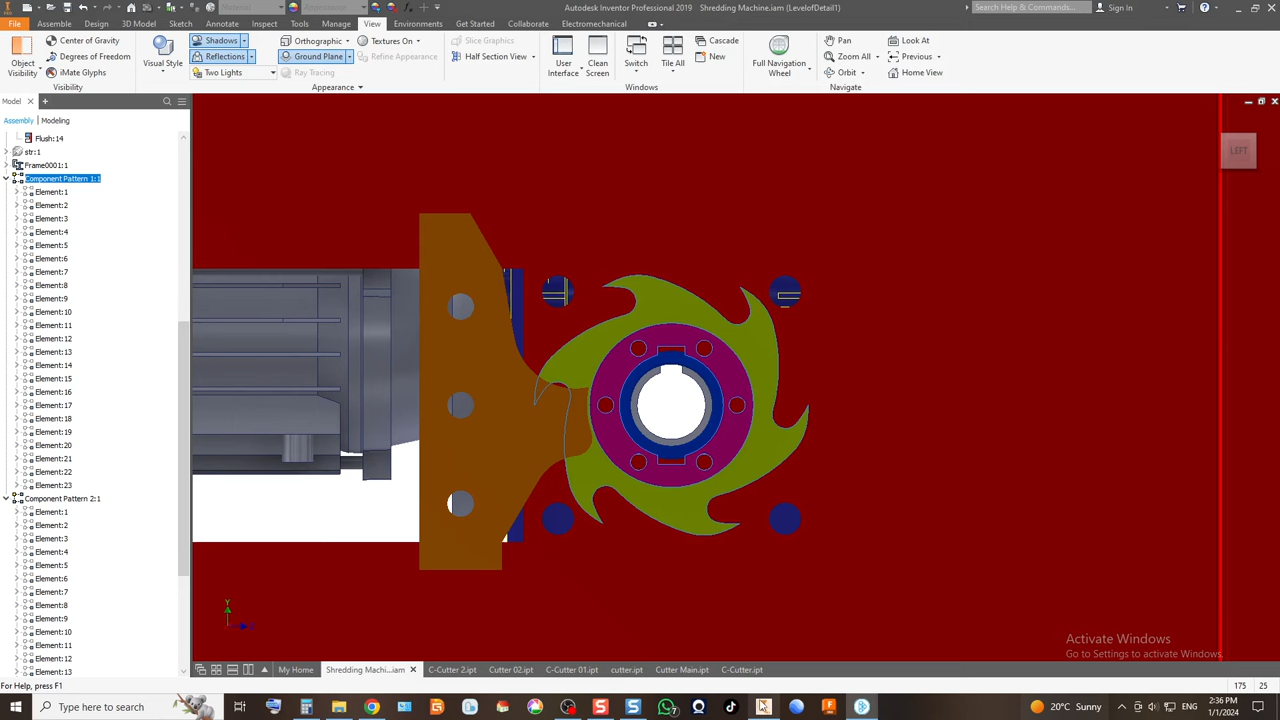 Material
Appearance
Autodesk Inventor Professional 2019 Shredding Machine.iam (LevelofDetail1)
Search Help & Commands...
Sign In
File
Assemble
Design
3D Model
Sketch
Annotate
Inspect
Tools
Manage
View
Environments
Get Started
Collaborate
Electromechanical
Object Visibility
Center of Gravity
Degrees of Freedom
iMate Glyphs
Visibility
Visual Style
Shadows
Reflections
Two Lights
Orthographic
Ground Plane
Ray Tracing
Textures On
Refine Appearance
Appearance
Slice Graphics
Half Section View
User Interface
Clean Screen
Switch
Tile All
Cascade
New
Windows
Full Navigation Wheel
Pan
Zoom All
Orbit
Look At
Previous
Home View
Navigate
Model
Assembly
Modeling
Flush:14
str:1
Frame0001:1
Component Pattern 1:1
Element:1
Element:2
Element:3
Element:4
Element:5
Element:6
Element:7
Element:8
Element:9
Element:10
Element:11
Element:12
Element:13
Element:14
Element:15
Element:16
Element:17
Element:18
Element:19
Element:20
Element:21
Element:22
Element:23
Component Pattern 2:1
Element:1
Element:2
Element:3
Element:4
Element:5
Element:6
Element:7
Element:8
Element:9
Element:10
Element:11
Element:12
Element:13
LEFT
Y
Activate Windows
Go to Settings to activate Windows.
My Home
Shredding Machi...iam
C-Cutter 2.ipt
Cutter 02.ipt
C-Cutter 01.ipt
cutter.ipt
Cutter Main.ipt
C-Cutter.ipt
For Help, press F1
175 25
Type here to search
20°C Sunny
ENG
2:36 PM
1/1/2024